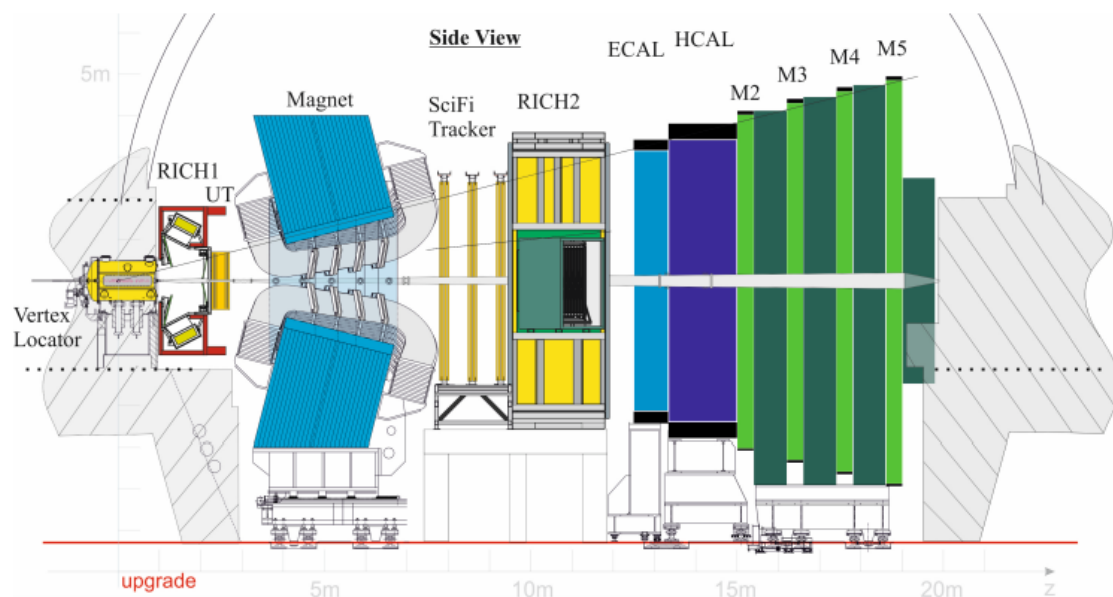 Side View
ECAL
HCAL
M5
M4
M3
M2
5m
Magnet
SciFi
Tracker
RICH2
RICH1
UT
Vertex
Locator
upgrade
5m
10m
15m
20m
z